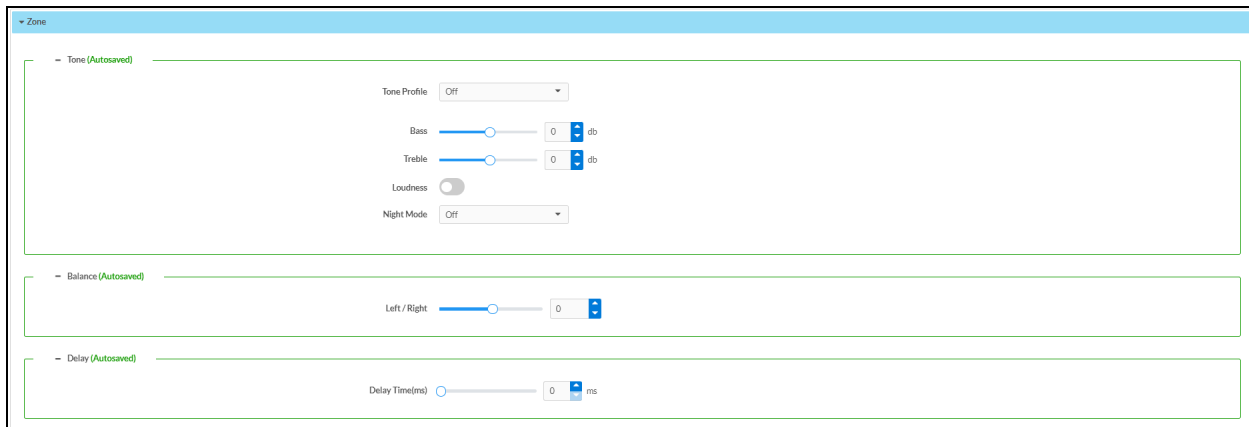 Zone
Tone (Autosaved)
Tone Profile Off
Bass 0 db
Treble 0 db
Loudness
Night Mode Off
Balance (Autosaved)
Left / Right 0
Delay (Autosaved)
Delay Time(ms) 0 ms